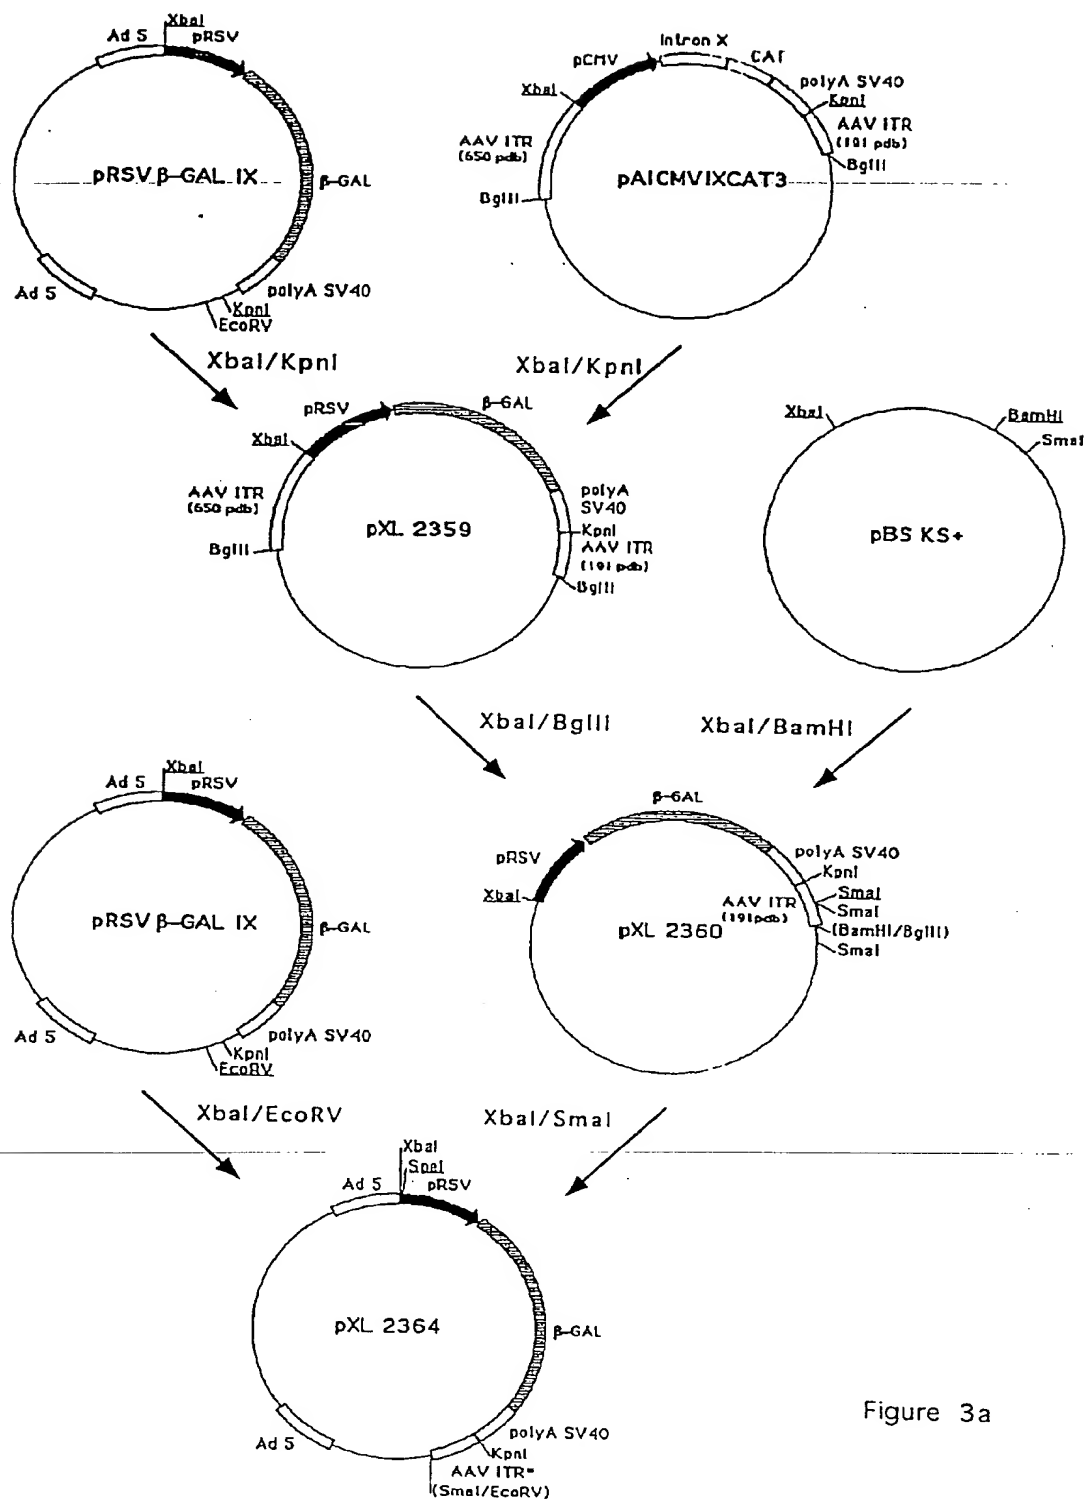 XbaI
Ad 5
pRSV
pRSV β-GAL IX
β-GAL
Ad 5
polyA SV40
KpnI
EcoRV
Intron X
pCMV
CAT
XbaI
polyA SV40
KpnI
AAV ITR
(650 pdb)
AAV ITR
(191 pdb)
pAICMVIXCAT3
BglII
BglII
XbaI/KpnI
XbaI/KpnI
pRSV
β-GAL
XbaI
AAV ITR
(650 pdb)
polyA
SV40
pXL 2359
KpnI
AAV ITR
(191 pdb)
BglII
BglII
XbaI
BamHI
SmaI
pBS KS+
XbaI/BglII
XbaI/BamHI
XbaI
Ad 5
pRSV
pRSV β-GAL IX
β-GAL
Ad 5
polyA SV40
KpnI
EcoRV
β-GAL
pRSV
polyA SV40
KpnI
XbaI
AAV ITR
(191pdb)
SmaI
SmaI
pXL 2360
(BamHI/BglII)
SmaI
XbaI/EcoRV
XbaI/SmaI
XbaI
SpeI
Ad 5
pRSV
pXL 2364
β-GAL
Ad 5
polyA SV40
KpnI
AAV ITR*
(SmaI/EcoRV)
Figure 3a